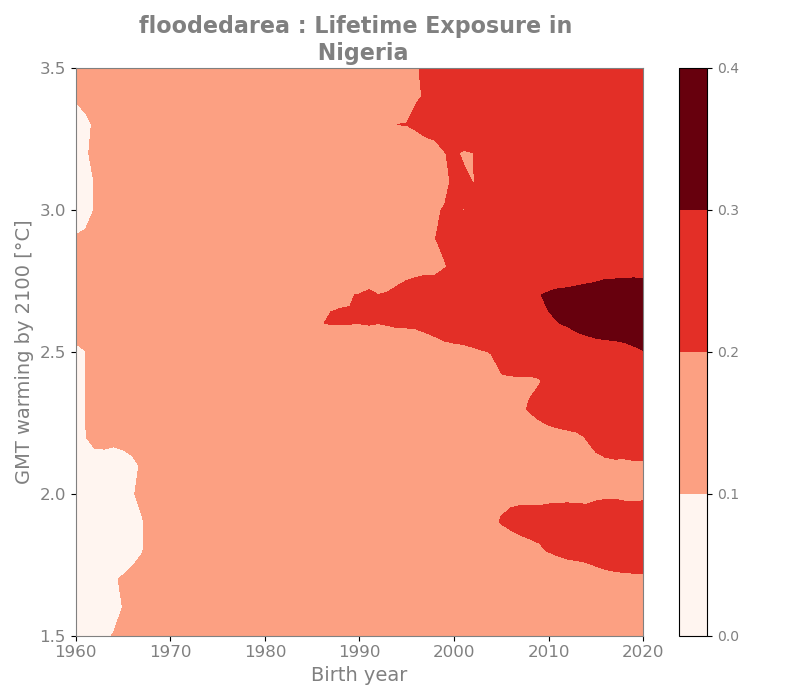 floodedarea : Lifetime Exposure in
Nigeria
3.5
3.0
2.5
2.0
1.5
GMT warming by 2100 [°C]
1960 1970 1980 1990 2000 2010 2020
Birth year
0.4
0.3
0.2
0.1
0.0